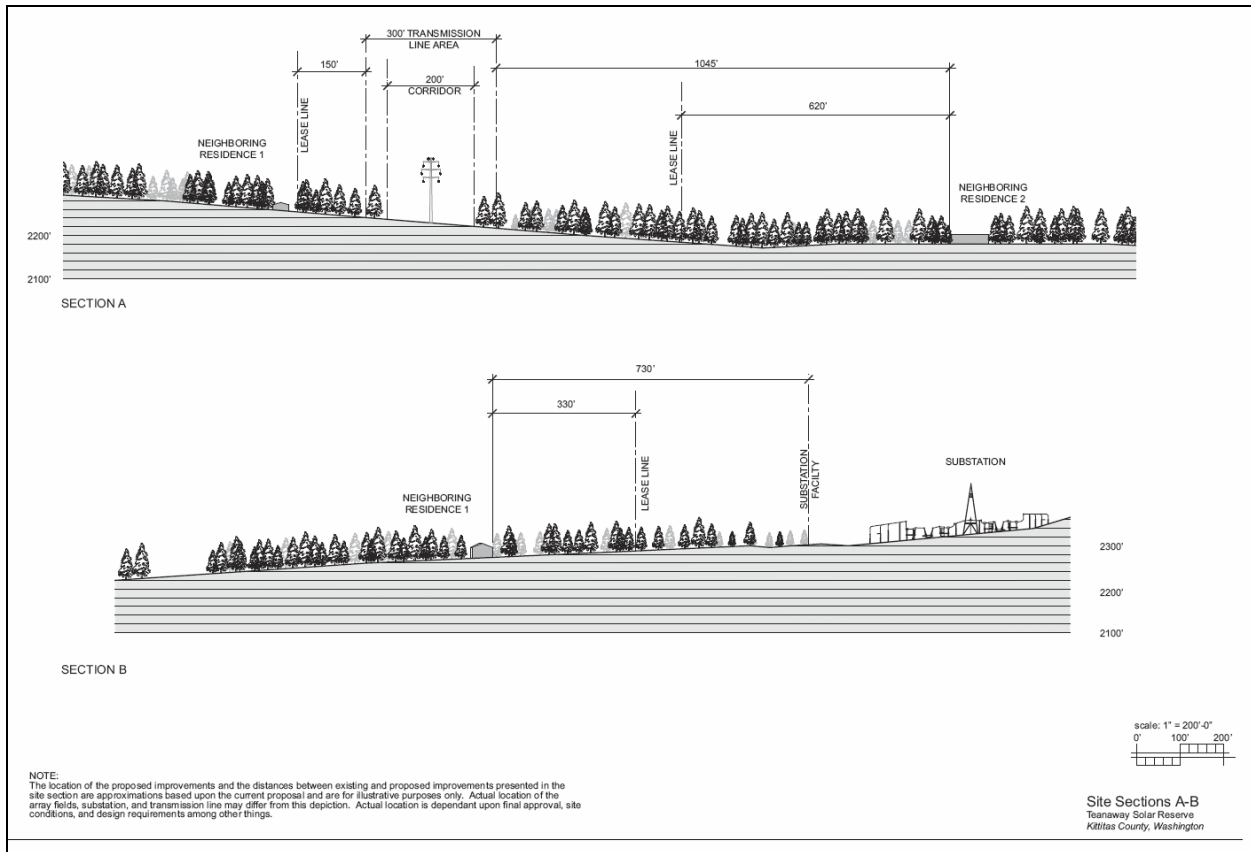 300' TRANSMISSION
LINE AREA
150'
200'
CORRIDOR
1045'
620'
LEASE LINE
LEASE LINE
NEIGHBORING
RESIDENCE 1
NEIGHBORING
RESIDENCE 2
2200'
2100'
SECTION A
730'
330'
LEASE LINE
SUBSTATION
FACILTY
SUBSTATION
NEIGHBORING
RESIDENCE 1
2300'
2200'
2100'
SECTION B
scale: 1" = 200'-0"
0' 100' 200'
NOTE:
The location of the proposed improvements and the distances between existing and proposed improvements presented in the
site section are approximations based upon the current proposal and are for illustrative purposes only. Actual location of the
array fields, substation, and transmission line may differ from this depiction. Actual location is dependant upon final approval, site
conditions, and design requirements among other things.
Site Sections A-B
Teanaway Solar Reserve
Kittitas County, Washington